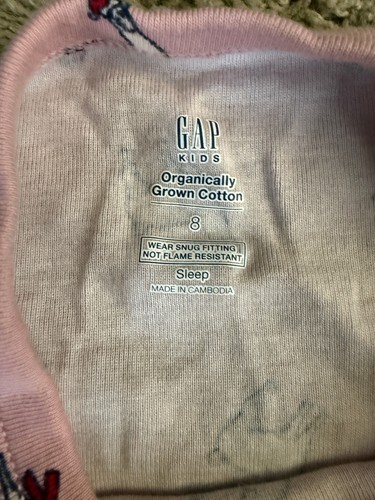 GAP
KIDS
Organically
Grown Cotton
8
WEAR SNUG FITTING
NOT FLAME RESISTANT
Sleep
MADE IN CAMBODIA